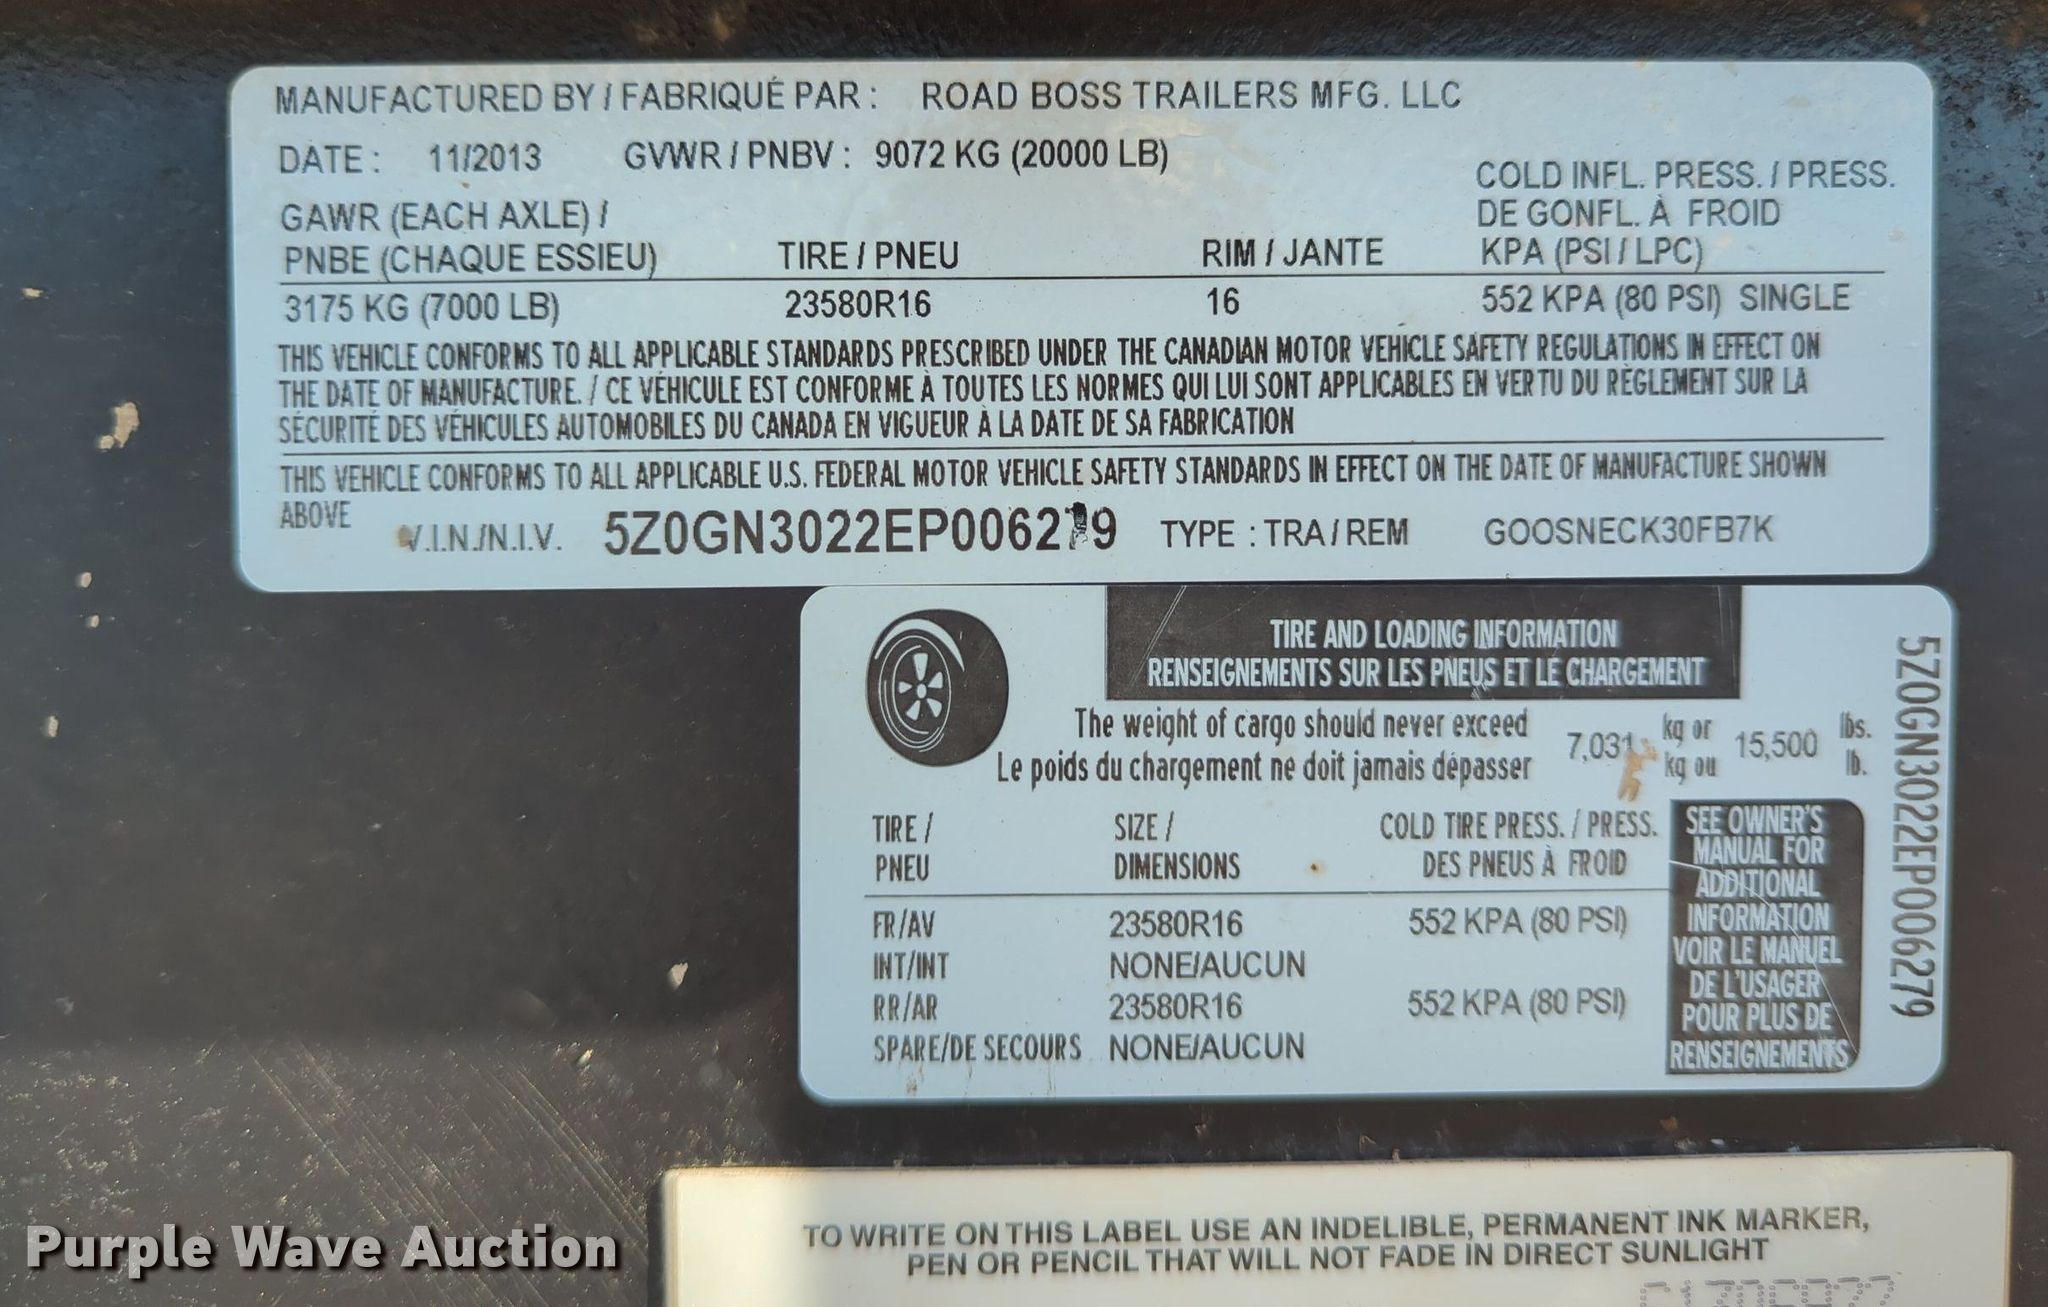 MANUFACTURED BY / FABRIQUÉ PAR : ROAD BOSS TRAILERS MFG. LLC
DATE : 11/2013 GVWR / PNBV : 9072 KG (20000 LB)
GAWR (EACH AXLE) /
PNBE (CHAQUE ESSIEU) TIRE / PNEU RIM / JANTE
COLD INFL. PRESS. / PRESS.
DE GONFL. À FROID
KPA (PSI / LPC)
3175 KG (7000 LB) 23580R16 16 552 KPA (80 PSI) SINGLE
THIS VEHICLE CONFORMS TO ALL APPLICABLE STANDARDS PRESCRIBED UNDER THE CANADIAN MOTOR VEHICLE SAFETY REGULATIONS IN EFFECT ON
THE DATE OF MANUFACTURE. / CE VÉHICULE EST CONFORME À TOUTES LES NORMES QUI LUI SONT APPLICABLES EN VERTU DU RÈGLEMENT SUR LA
SÉCURITÉ DES VÉHICULES AUTOMOBILES DU CANADA EN VIGUEUR À LA DATE DE SA FABRICATION
THIS VEHICLE CONFORMS TO ALL APPLICABLE U.S. FEDERAL MOTOR VEHICLE SAFETY STANDARDS IN EFFECT ON THE DATE OF MANUFACTURE SHOWN
ABOVE
V.I.N./N.I.V. 5Z0GN3022EP006279 TYPE : TRA / REM GOOSNECK30FB7K
TIRE AND LOADING INFORMATION
RENSEIGNEMENTS SUR LES PNEUS ET LE CHARGEMENT
The weight of cargo should never exceed
Le poids du chargement ne doit jamais dépasser
7,031 kg or
kg ou
15,500 lbs.
lb.
TIRE /
PNEU
SIZE /
DIMENSIONS
COLD TIRE PRESS. / PRESS.
DES PNEUS À FROID
FR/AV 23580R16 552 KPA (80 PSI)
INT/INT NONE/AUCUN
RR/AR 23580R16 552 KPA (80 PSI)
SPARE/DE SECOURS NONE/AUCUN
SEE OWNER'S
MANUAL FOR
ADDITIONAL
INFORMATION
VOIR LE MANUEL
DE L'USAGER
POUR PLUS DE
RENSEIGNEMENTS
5Z0GN3022EP006279
TO WRITE ON THIS LABEL USE AN INDELIBLE, PERMANENT INK MARKER,
PEN OR PENCIL THAT WILL NOT FADE IN DIRECT SUNLIGHT
Purple Wave Auction